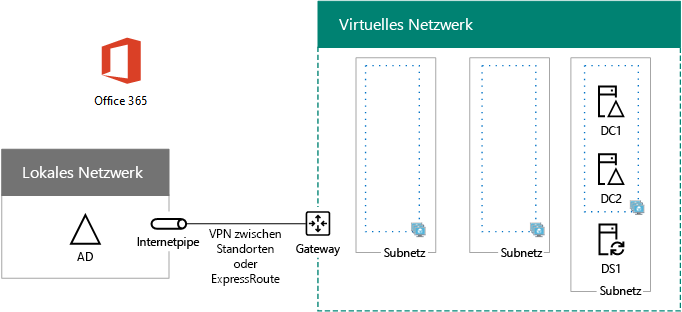 Office 365
Lokales Netzwerk
AD
Internetpipe
VPN zwischen
Standorten
oder
ExpressRoute
Gateway
Virtuelles Netzwerk
Subnetz
Subnetz
DC1
DC2
DS1
Subnetz